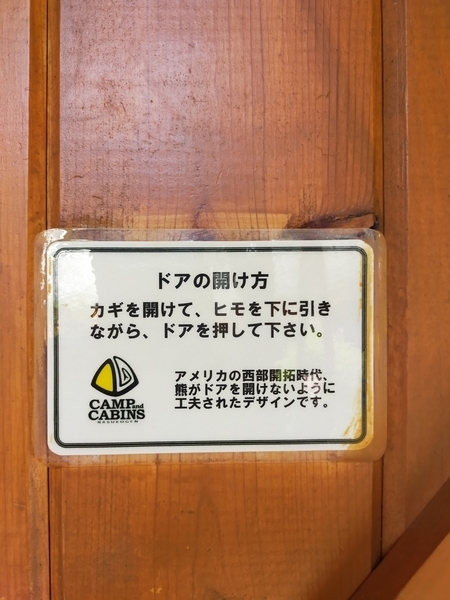 ドアの開け方
カギを開けて、ヒモを下に引き
ながら、ドアを押して下さい。
アメリカの西部開拓時代、
熊がドアを開けないように
工夫されたデザインです。
CAMP and
CABINS
NASUKOGEN